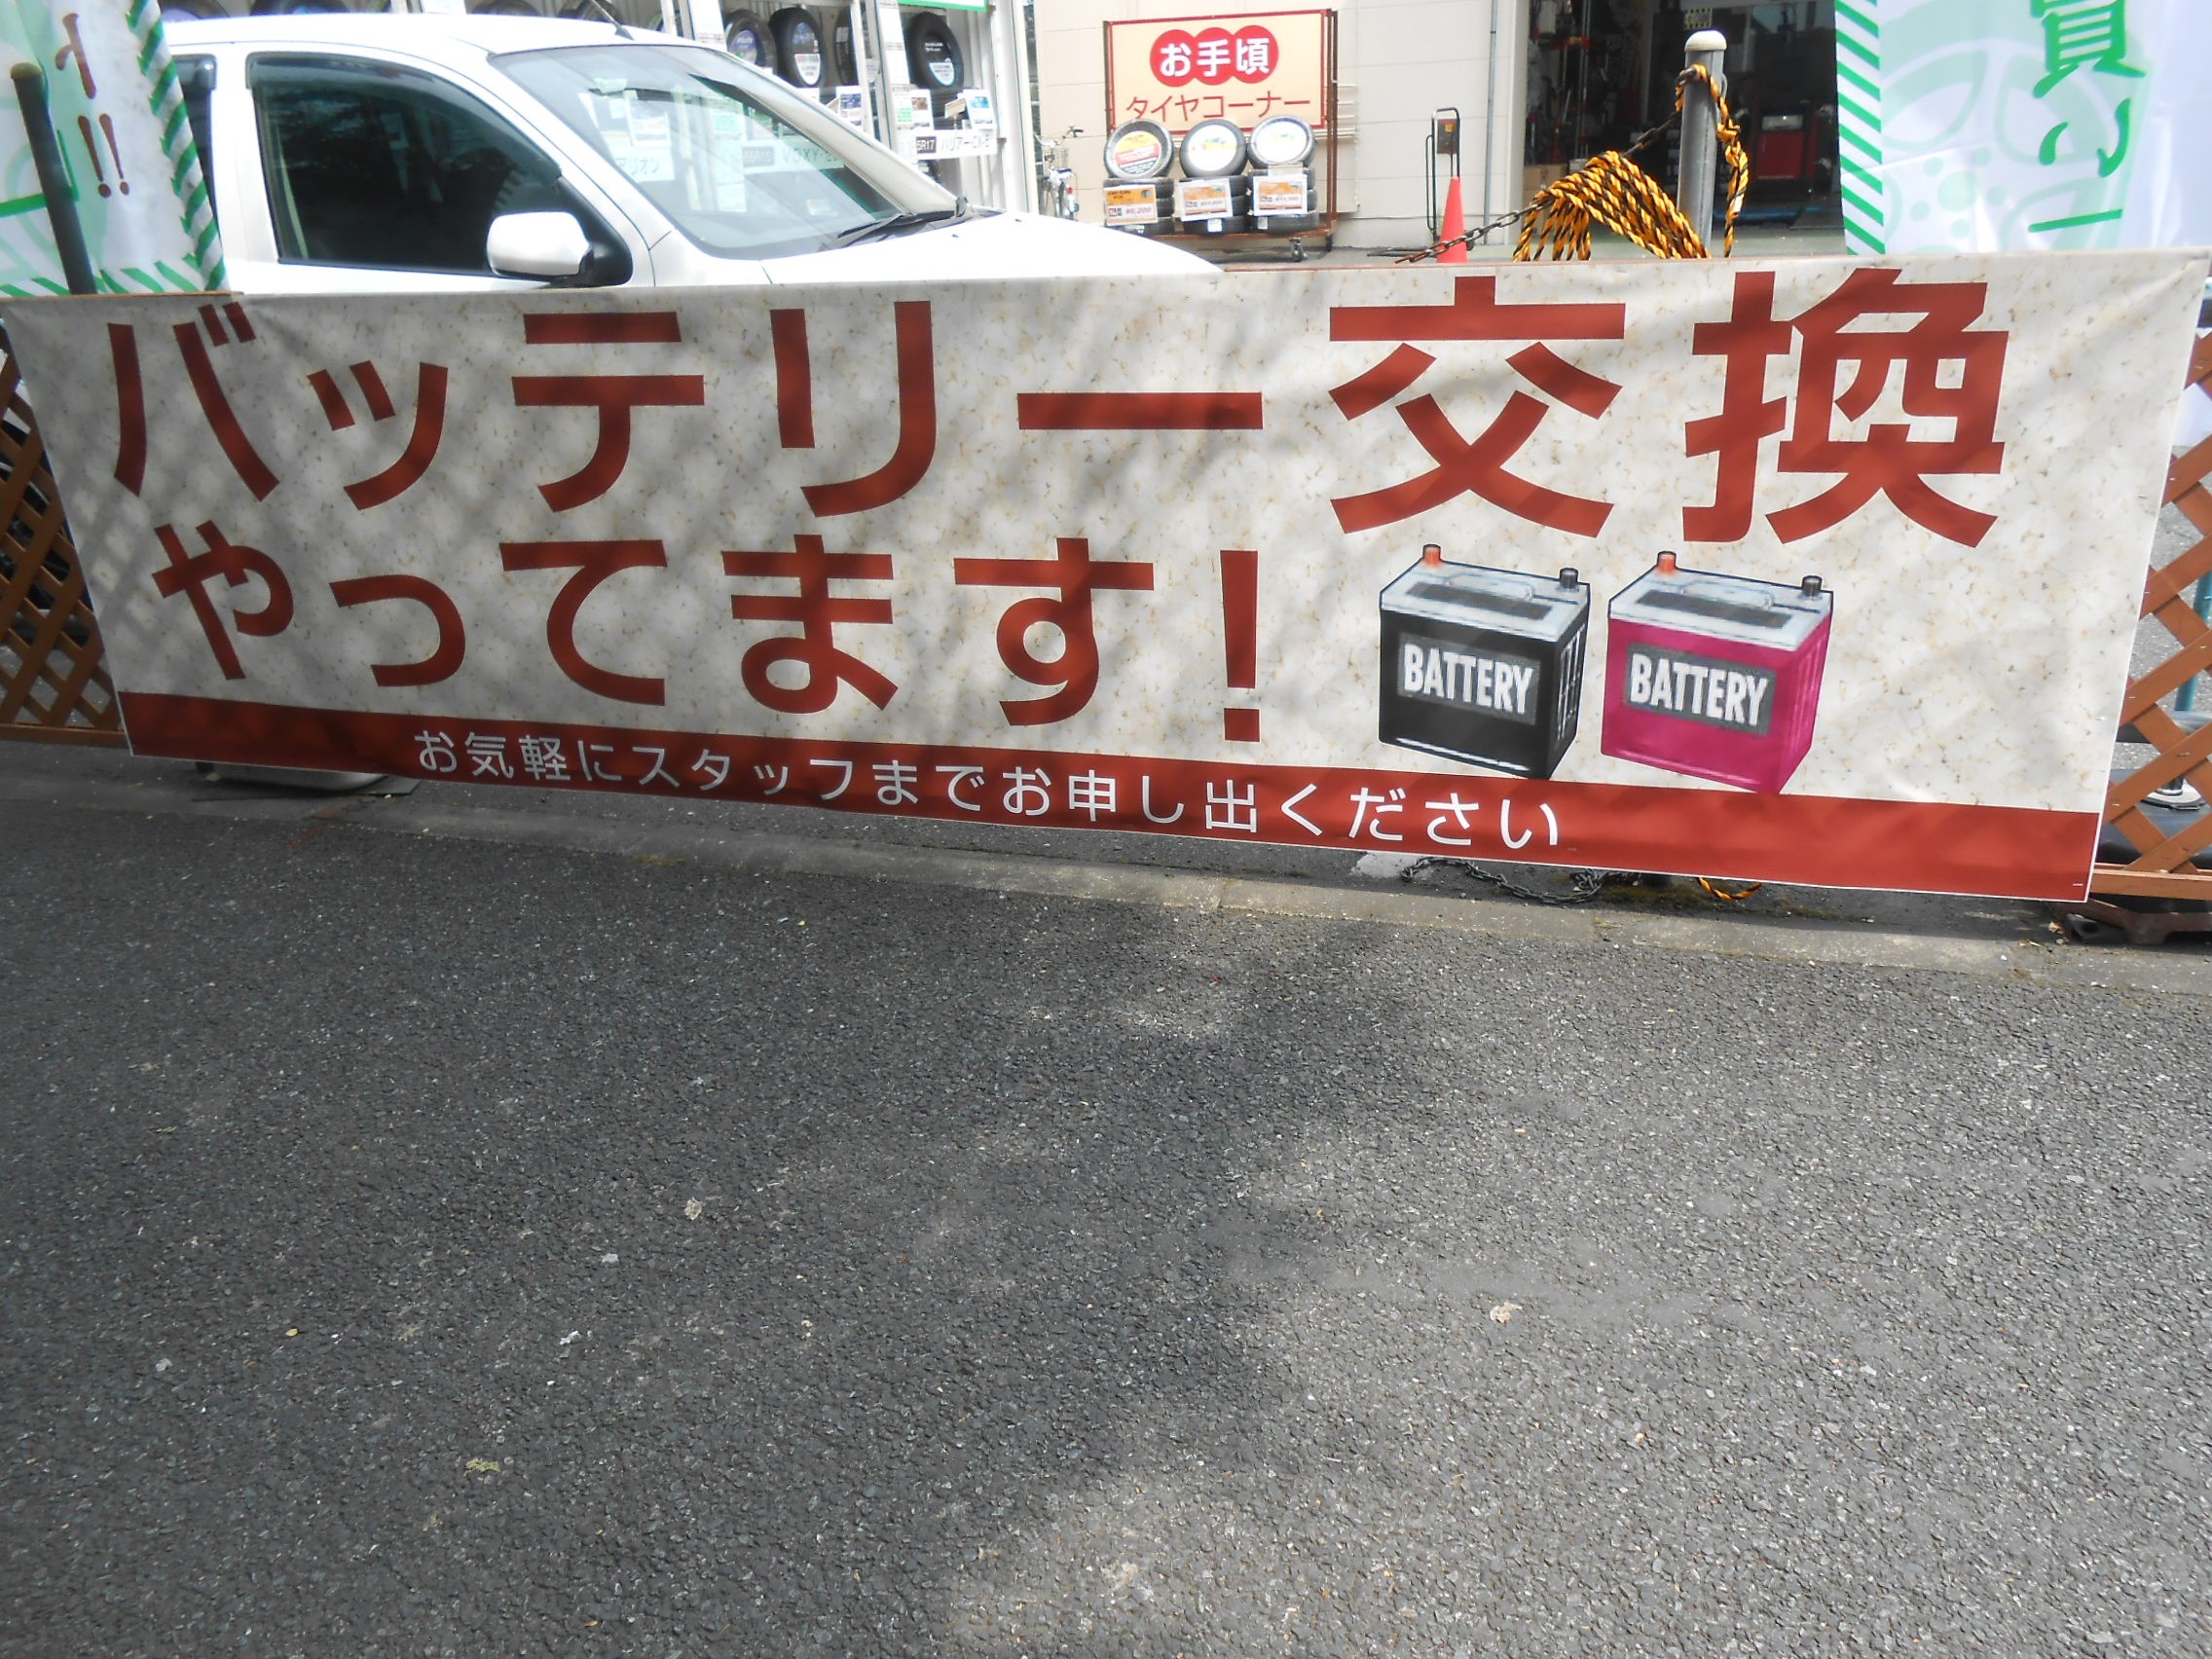 お手頃
タイヤコーナー
バッテリー交換
やってます!
BATTERY
BATTERY
お気軽にスタッフまでお申し出ください